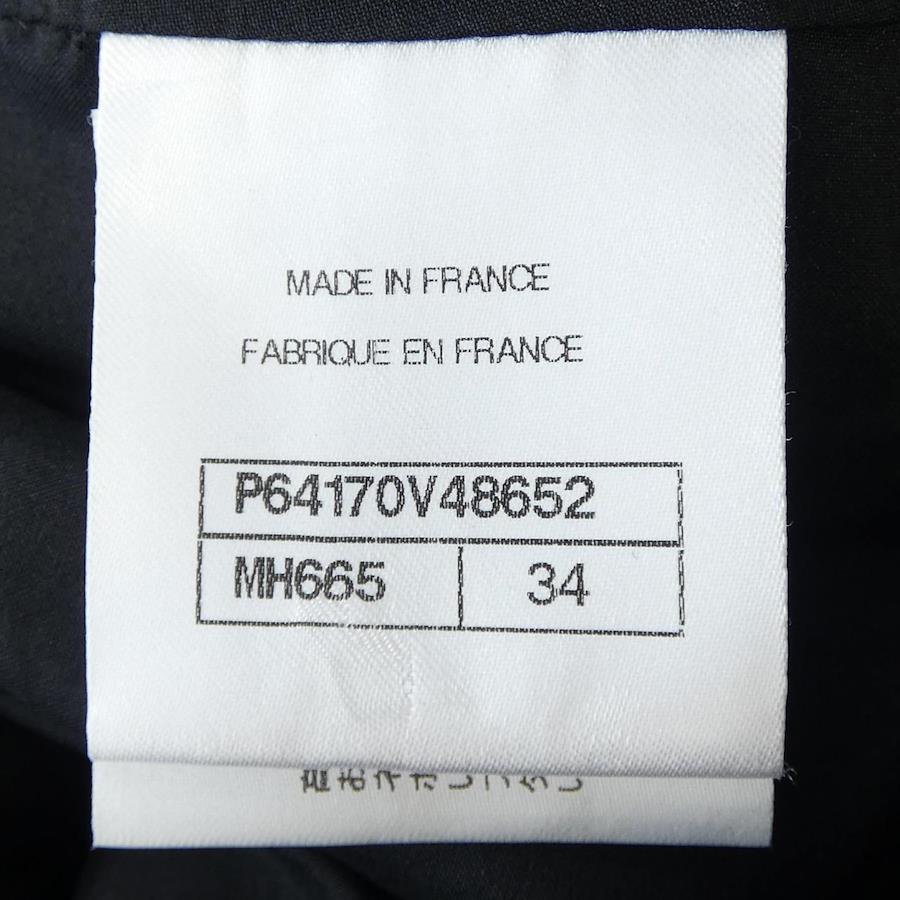 MADE IN FRANCE
FABRIQUE EN FRANCE
P64170V48652
MH665 34